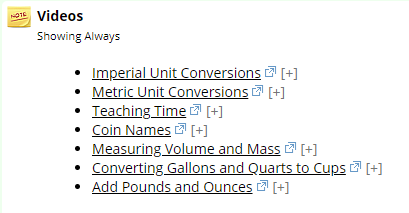 NOTE
Videos
Showing Always
Imperial Unit Conversions [+]
Metric Unit Conversions [+]
Teaching Time [+]
Coin Names [+]
Measuring Volume and Mass [+]
Converting Gallons and Quarts to Cups [+]
Add Pounds and Ounces [+]